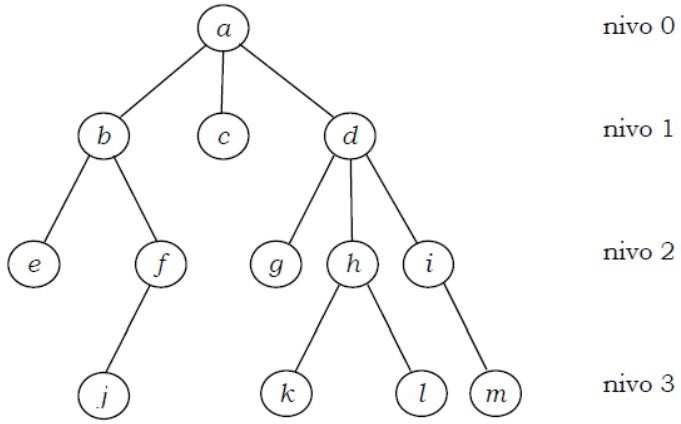 a nivo 0
b c d nivo 1
e f g h i nivo 2
j k l m nivo 3